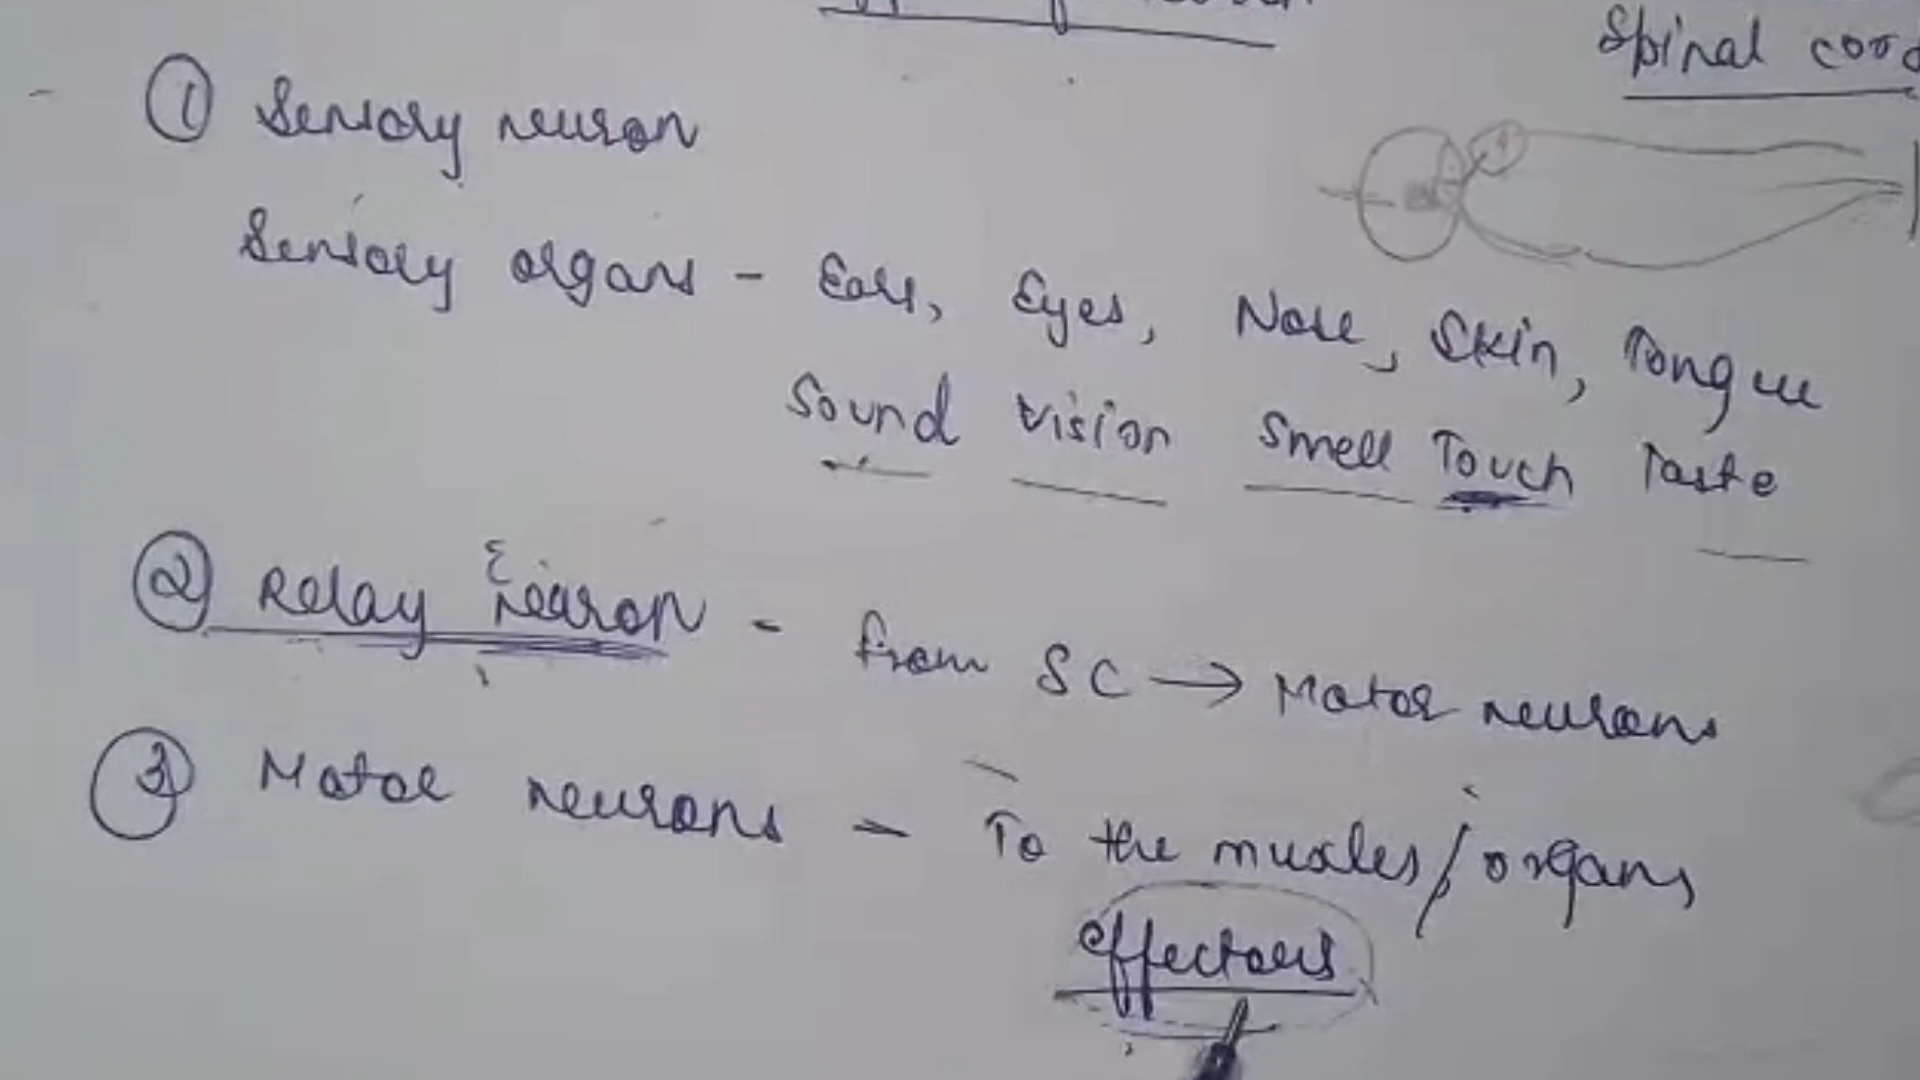 Spinal cord
① Sensory neuron
Sensory organs - Ears, Eyes, Nose, Skin, Tongue
Sound Vision Smell Touch Taste
② Relay neuron - from SC → Motor neurons
③ Motor neurons - To the muscles/organs
effectors